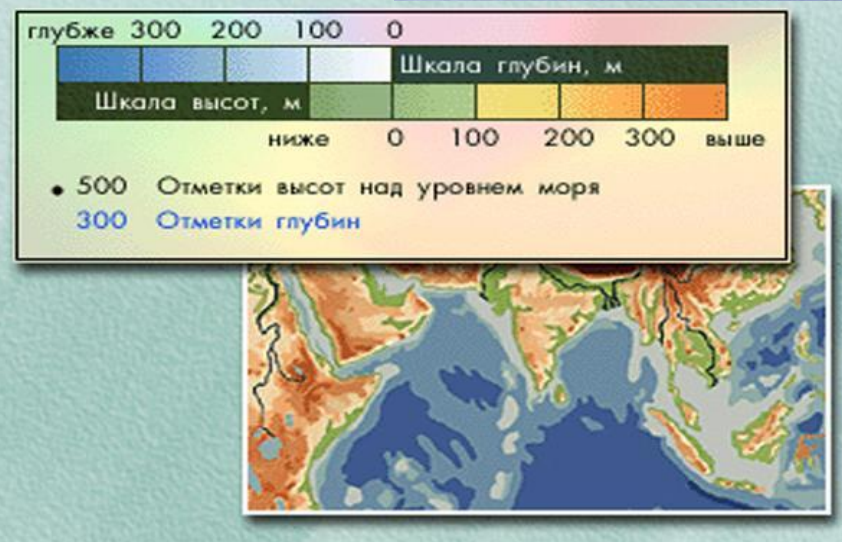 глубже 300 200 100 0
Шкала глубин, м
Шкала высот, м
ниже 0 100 200 300 выше
• 500 Отметки высот над уровнем моря
300 Отметки глубин